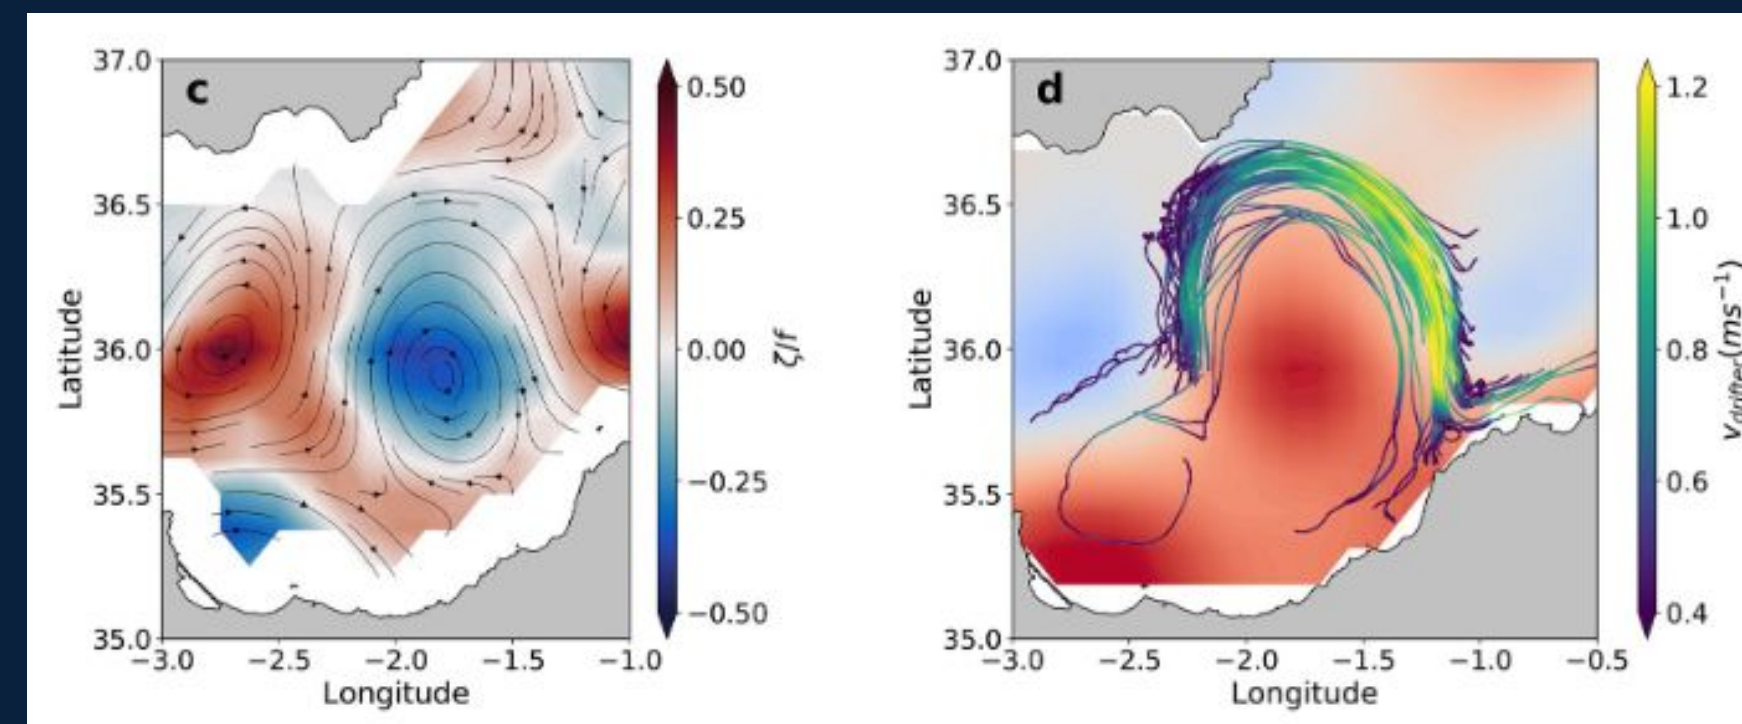 c
37.0
36.5
36.0
35.5
35.0
Latitude
−3.0 −2.5 −2.0 −1.5 −1.0
Longitude
0.50
0.25
0.00
−0.25
−0.50
ζ/f
d
37.0
36.5
36.0
35.5
35.0
Latitude
−3.0 −2.5 −2.0 −1.5 −1.0 −0.5
Longitude
1.2
1.0
0.8
0.6
0.4
v_drifter(ms⁻¹)